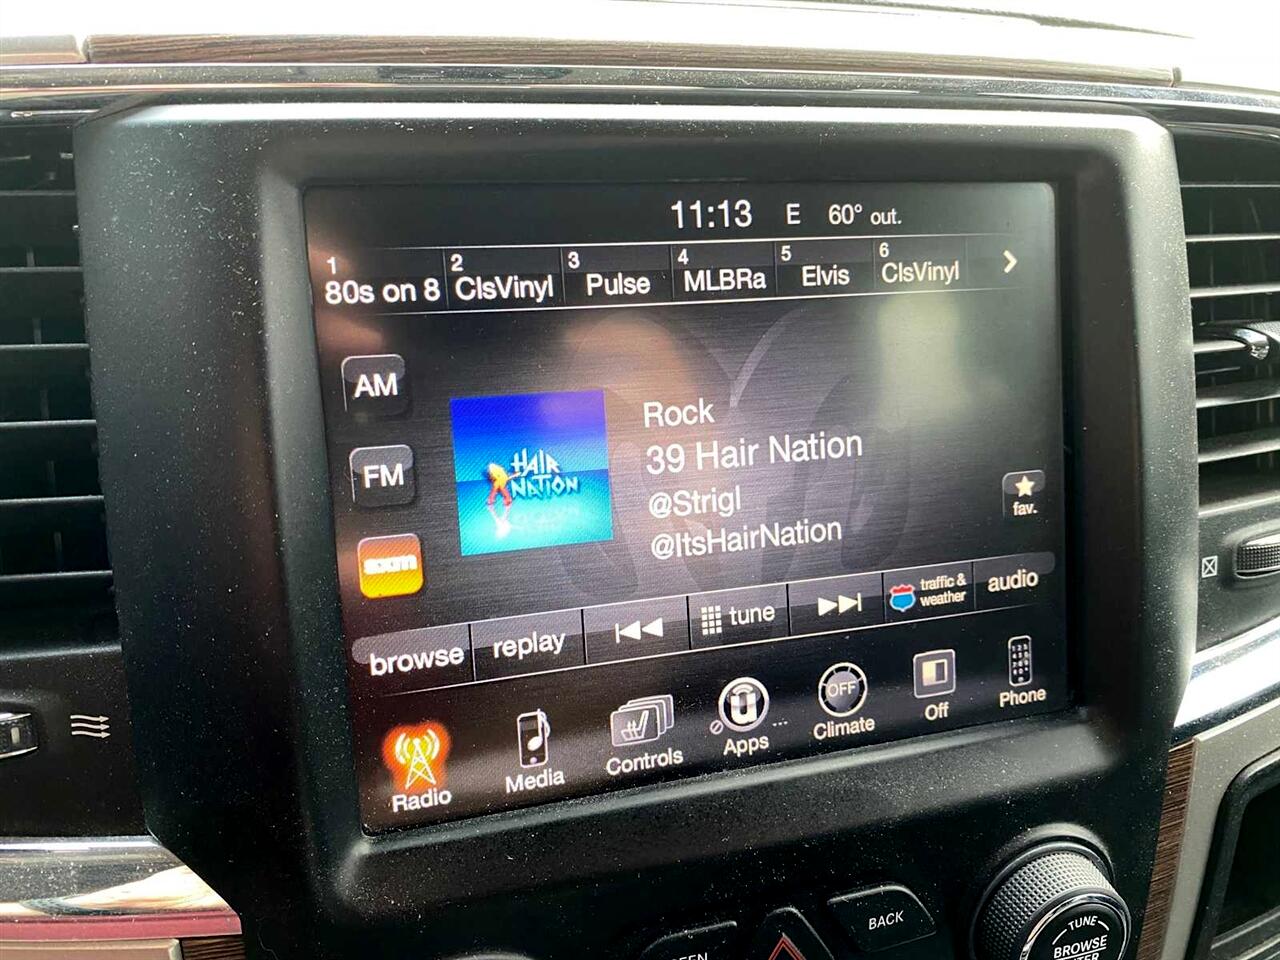 11:13 E 60° out.
1 2 3 4 5 6
80s on 8 ClsVinyl Pulse MLBRa Elvis ClsVinyl
AM
FM
sxm
HAIR
NATION
Rock
39 Hair Nation
@Strigl
@ItsHairNation
fav.
browse replay tune traffic &
weather audio
Radio Media Controls Apps OFF
Climate Off Phone
BACK
TUNE
BROWSE